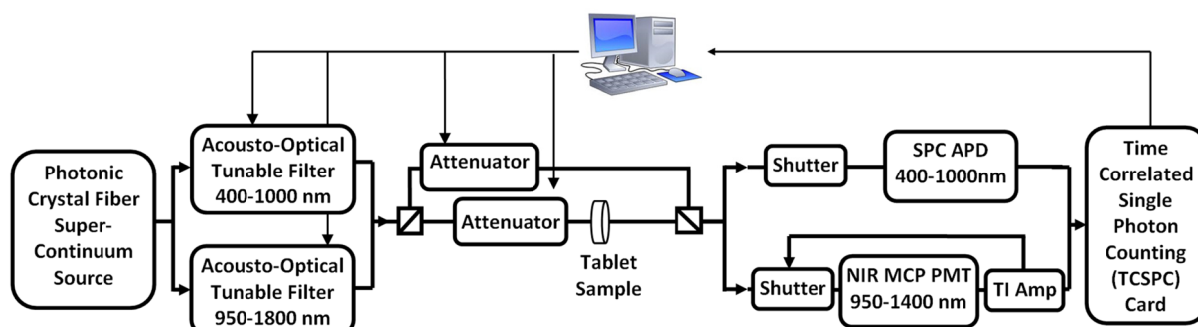 Photonic
Crystal Fiber
Super-
Continuum
Source
Acousto-Optical
Tunable Filter
400-1000 nm
Acousto-Optical
Tunable Filter
950-1800 nm
Attenuator
Attenuator
Tablet
Sample
Shutter
SPC APD
400-1000nm
Shutter
NIR MCP PMT
950-1400 nm
TI Amp
Time
Correlated
Single
Photon
Counting
(TCSPC)
Card